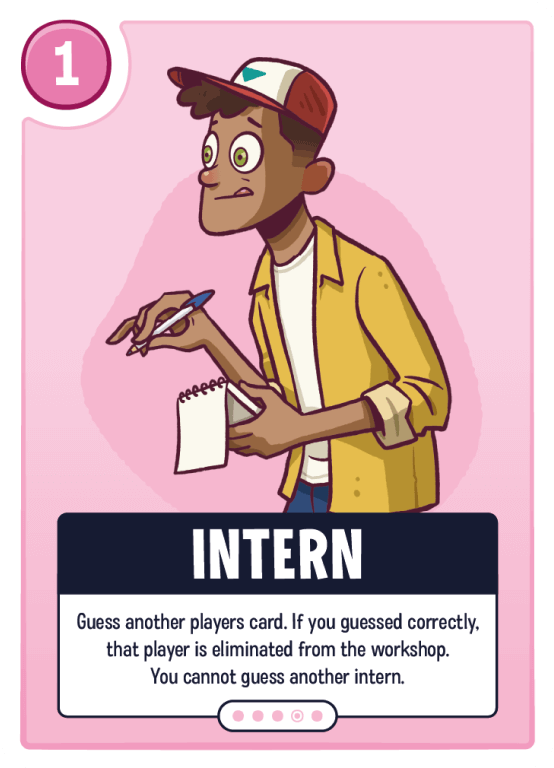 1
INTERN
Guess another players card. If you guessed correctly,
that player is eliminated from the workshop.
You cannot guess another intern.